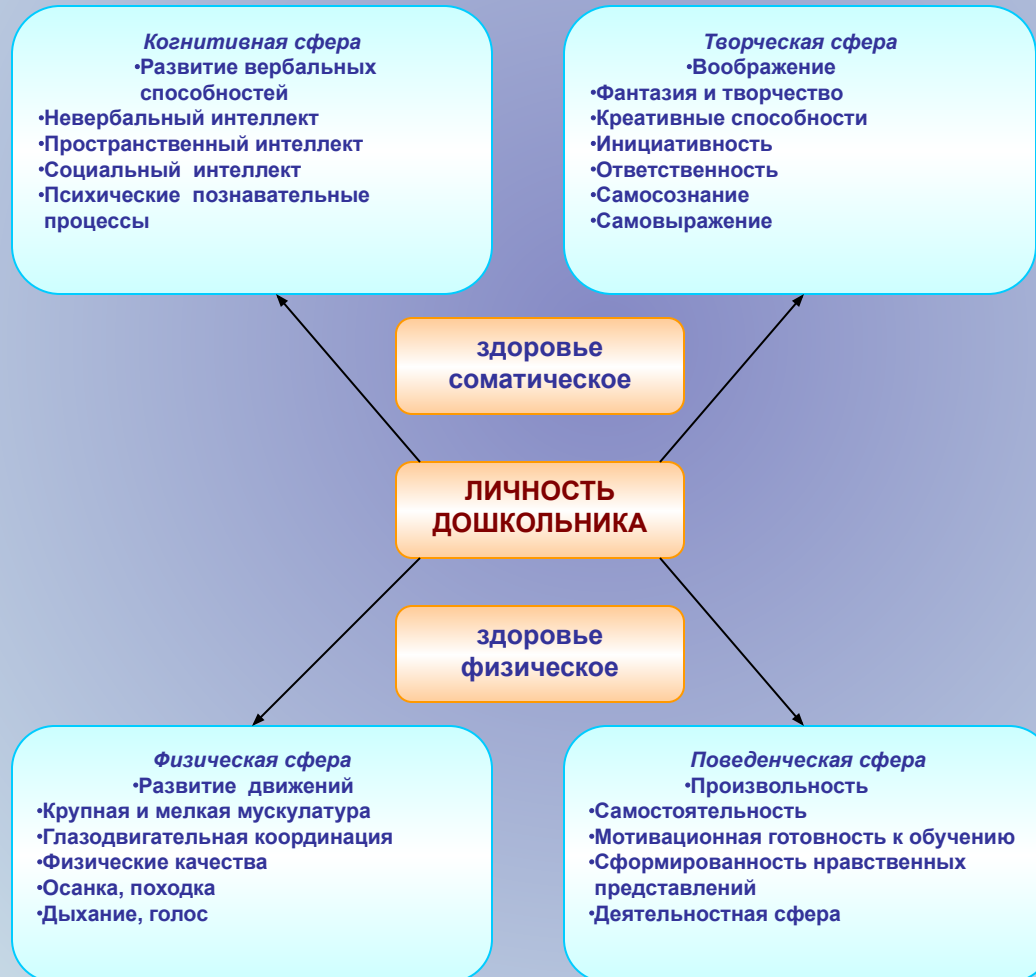 Когнитивная сфера
•Развитие вербальных
способностей
•Невербальный интеллект
•Пространственный интеллект
•Социальный интеллект
•Психические познавательные
процессы
Творческая сфера
•Воображение
•Фантазия и творчество
•Креативные способности
•Инициативность
•Ответственность
•Самосознание
•Самовыражение
здоровье
соматическое
ЛИЧНОСТЬ
ДОШКОЛЬНИКА
здоровье
физическое
Физическая сфера
•Развитие движений
•Крупная и мелкая мускулатура
•Глазодвигательная координация
•Физические качества
•Осанка, походка
•Дыхание, голос
Поведенческая сфера
•Произвольность
•Самостоятельность
•Мотивационная готовность к обучению
•Сформированность нравственных
представлений
•Деятельностная сфера